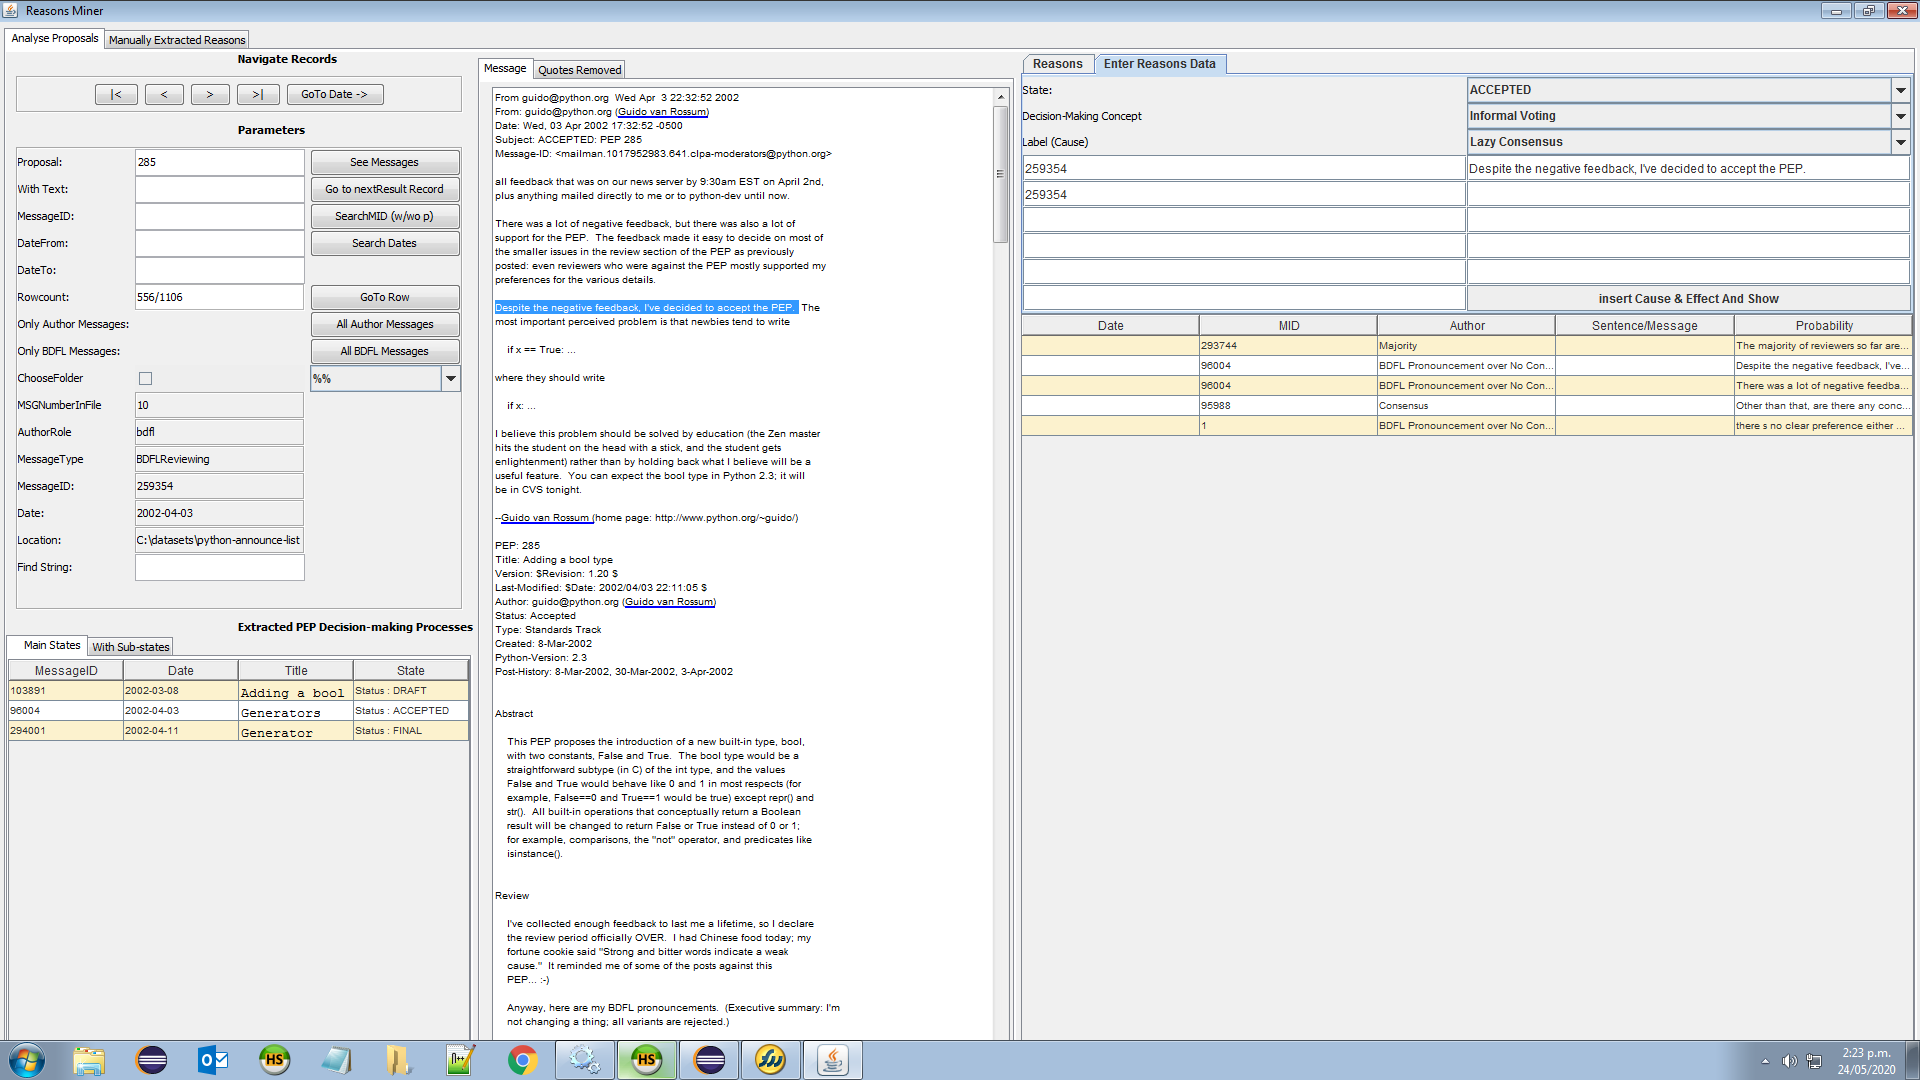 Reasons Miner
Analyse Proposals
Manually Extracted Reasons
Navigate Records
|<
<
>
>|
GoTo Date ->
Parameters
Proposal:
285
See Messages
With Text:
Go to nextResult Record
MessageID:
SearchMID (w/wo p)
DateFrom:
Search Dates
DateTo:
Rowcount:
556/1106
GoTo Row
Only Author Messages:
All Author Messages
Only BDFL Messages:
All BDFL Messages
ChooseFolder
%%
MSGNumberInFile
10
AuthorRole
bdfl
MessageType
BDFLReviewing
MessageID:
259354
Date:
2002-04-03
Location:
C:\datasets\python-announce-list
Find String:
Extracted PEP Decision-making Processes
Main States
With Sub-states
MessageID Date Title State
103891 2002-03-08 Adding a bool Status : DRAFT
96004 2002-04-03 Generators Status : ACCEPTED
294001 2002-04-11 Generator Status : FINAL
Message
Quotes Removed
From guido@python.org  Wed Apr  3 22:32:52 2002
From: guido@python.org (Guido van Rossum)
Date: Wed, 03 Apr 2002 17:32:52 -0500
Subject: ACCEPTED: PEP 285
Message-ID: <mailman.1017952983.641.clpa-moderators@python.org>
all feedback that was on our news server by 9:30am EST on April 2nd,
plus anything mailed directly to me or to python-dev until now.
There was a lot of negative feedback, but there was also a lot of
support for the PEP.  The feedback made it easy to decide on most of
the smaller issues in the review section of the PEP as previously
posted: even reviewers who were against the PEP mostly supported my
preferences for the various details.
Despite the negative feedback, I've decided to accept the PEP.  The
most important perceived problem is that newbies tend to write
if x == True: ...
where they should write
if x: ...
I believe this problem should be solved by education (the Zen master
hits the student on the head with a stick, and the student gets
enlightenment) rather than by holding back what I believe will be a
useful feature.  You can expect the bool type in Python 2.3; it will
be in CVS tonight.
--Guido van Rossum (home page: http://www.python.org/~guido/)
PEP: 285
Title: Adding a bool type
Version: $Revision: 1.20 $
Last-Modified: $Date: 2002/04/03 22:11:05 $
Author: guido@python.org (Guido van Rossum)
Status: Accepted
Type: Standards Track
Created: 8-Mar-2002
Python-Version: 2.3
Post-History: 8-Mar-2002, 30-Mar-2002, 3-Apr-2002
Abstract
This PEP proposes the introduction of a new built-in type, bool,
with two constants, False and True.  The bool type would be a
straightforward subtype (in C) of the int type, and the values
False and True would behave like 0 and 1 in most respects (for
example, False==0 and True==1 would be true) except repr() and
str().  All built-in operations that conceptually return a Boolean
result will be changed to return False or True instead of 0 or 1;
for example, comparisons, the "not" operator, and predicates like
isinstance().
Review
I've collected enough feedback to last me a lifetime, so I declare
the review period officially OVER.  I had Chinese food today; my
fortune cookie said "Strong and bitter words indicate a weak
cause."  It reminded me of some of the posts against this
PEP... :-)
Anyway, here are my BDFL pronouncements.  (Executive summary: I'm
not changing a thing; all variants are rejected.)
Reasons
Enter Reasons Data
State:
ACCEPTED
Decision-Making Concept
Informal Voting
Label (Cause)
Lazy Consensus
259354
Despite the negative feedback, I've decided to accept the PEP.
259354
insert Cause & Effect And Show
Date MID Author Sentence/Message Probability
293744 Majority The majority of reviewers so far are...
96004 BDFL Pronouncement over No Con... Despite the negative feedback, I've...
96004 BDFL Pronouncement over No Con... There was a lot of negative feedba...
95988 Consensus Other than that, are there any conc...
1 BDFL Pronouncement over No Con... there s no clear preference either ...
HS
HS
2:23 p.m.
24/05/2020